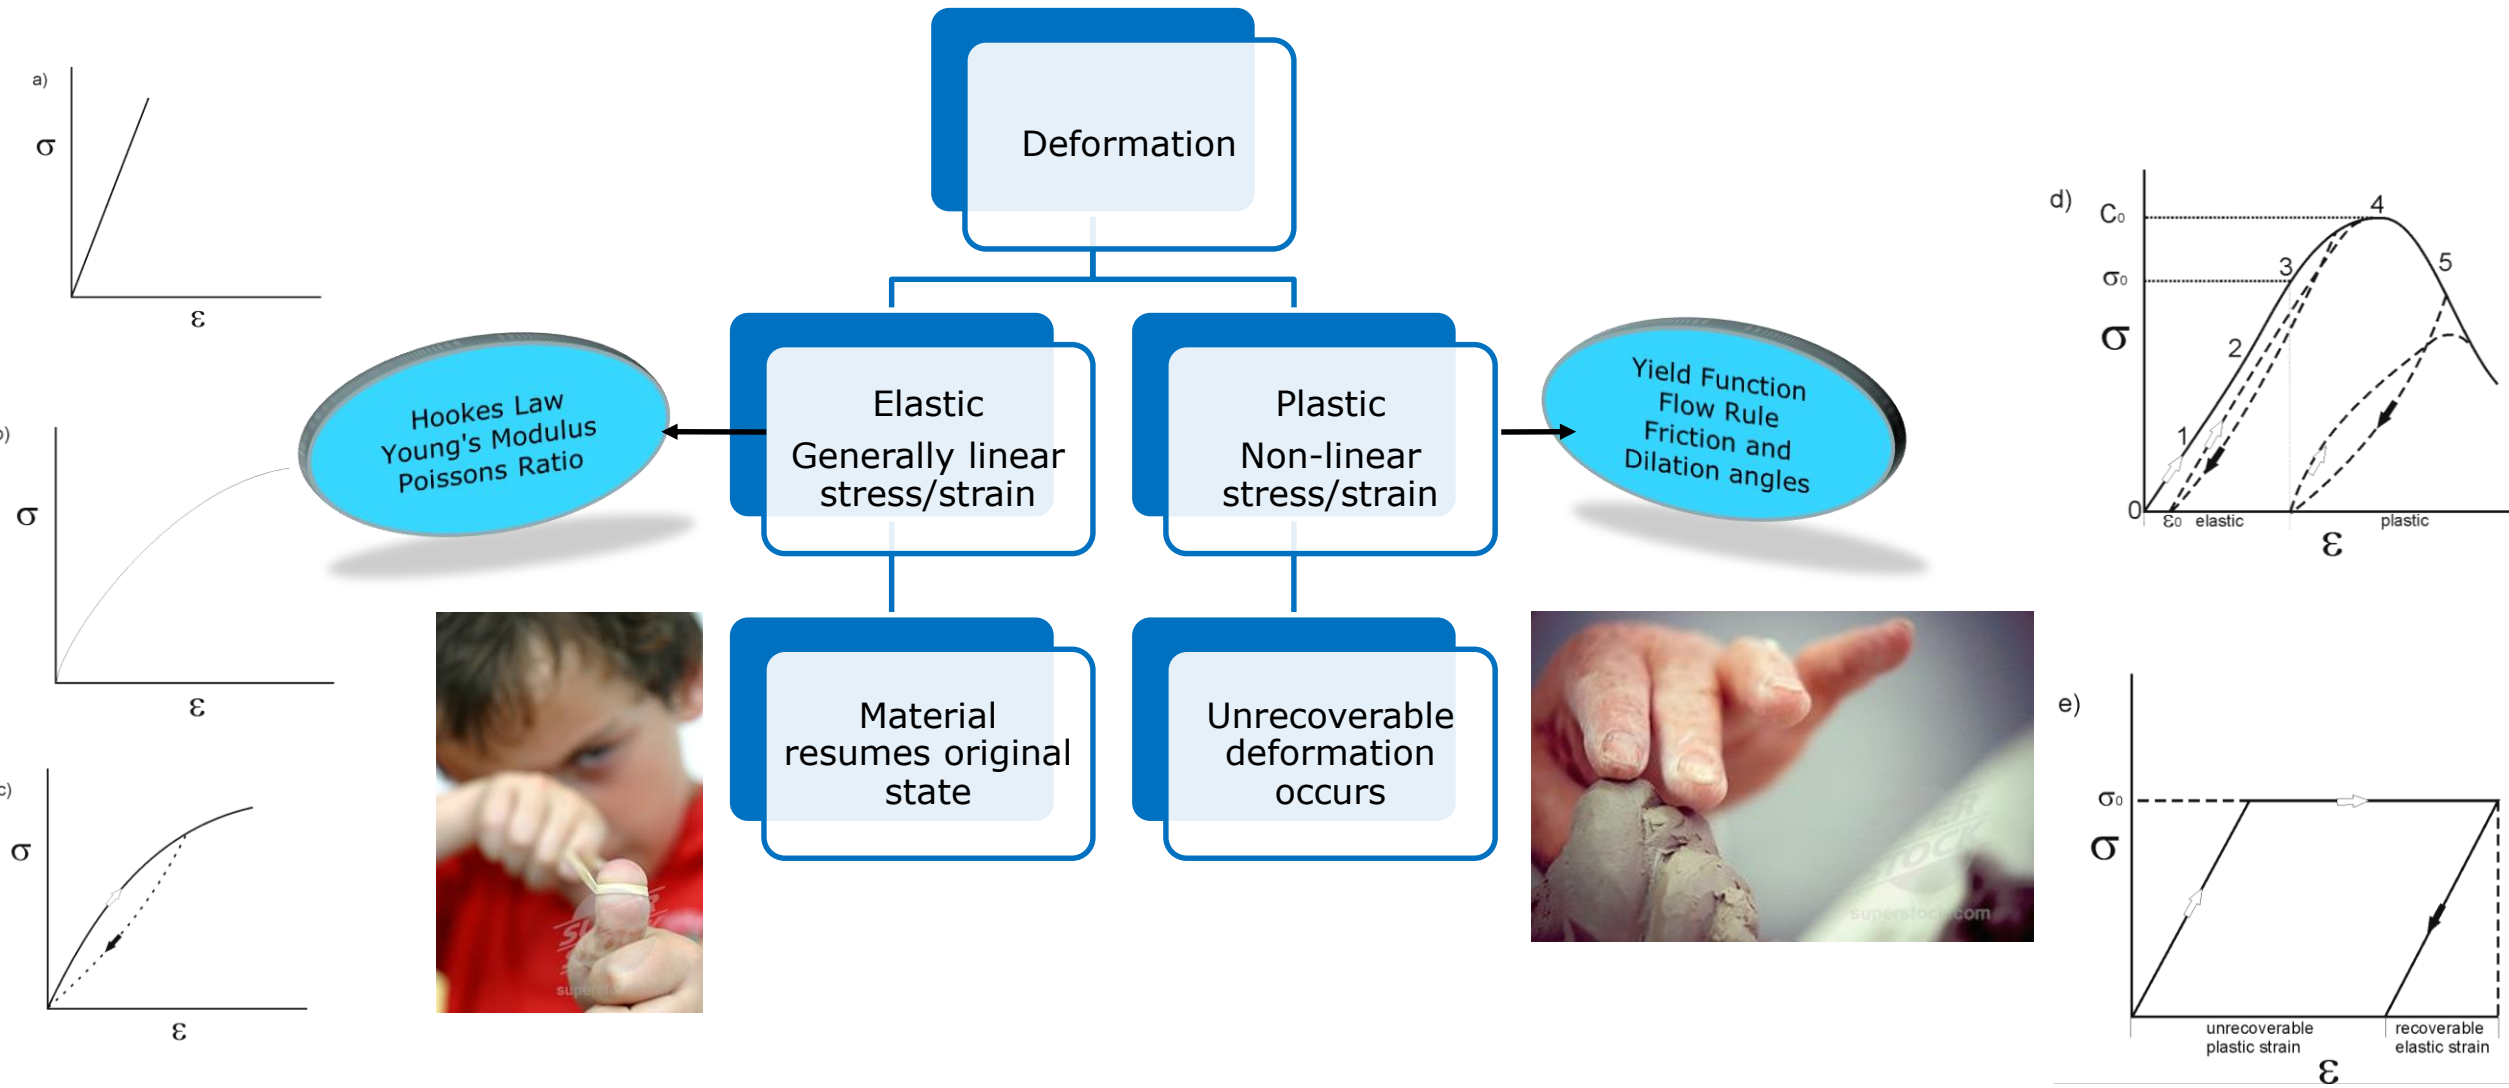 Deformation
Elastic
Generally linear
stress/strain
Plastic
Non-linear
stress/strain
Material
resumes original
state
Unrecoverable
deformation
occurs
Hookes Law
Young's Modulus
Poissons Ratio
Yield Function
Flow Rule
Friction and
Dilation angles
a)
σ
ε
b)
σ
ε
c)
σ
ε
d)
C₀
σ₀
σ
0
1
2
3
4
5
ε₀ elastic
plastic
ε
e)
σ₀
σ
unrecoverable
plastic strain
recoverable
elastic strain
ε
superstock.com